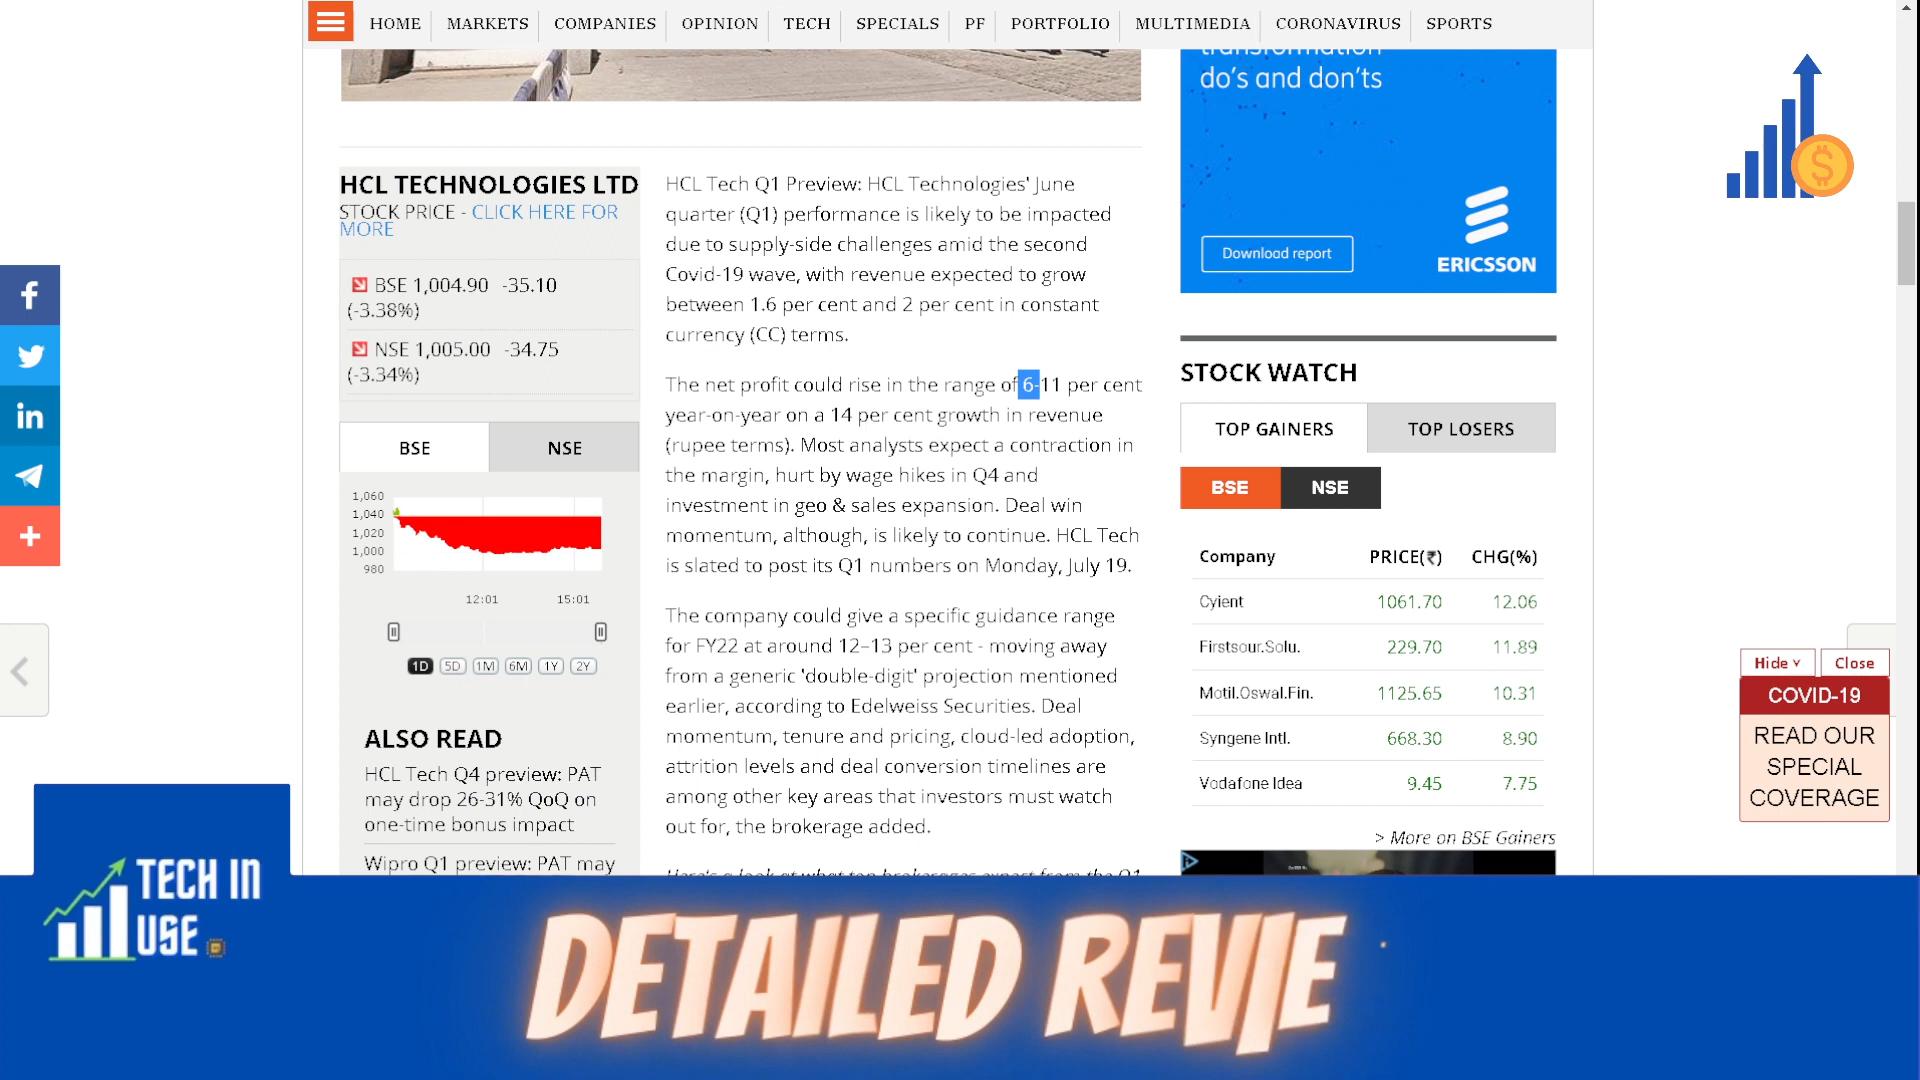 HOME MARKETS COMPANIES OPINION TECH SPECIALS PF PORTFOLIO MULTIMEDIA CORONAVIRUS SPORTS
HCL TECHNOLOGIES LTD
STOCK PRICE - CLICK HERE FOR
MORE
BSE 1,004.90 -35.10
(-3.38%)
NSE 1,005.00 -34.75
(-3.34%)
BSE NSE
1,060
1,040
1,020
1,000
980
12:01 15:01
1D 5D 1M 6M 1Y 2Y
ALSO READ
HCL Tech Q4 preview: PAT
may drop 26-31% QoQ on
one-time bonus impact
Wipro Q1 preview: PAT may
HCL Tech Q1 Preview: HCL Technologies' June
quarter (Q1) performance is likely to be impacted
due to supply-side challenges amid the second
Covid-19 wave, with revenue expected to grow
between 1.6 per cent and 2 per cent in constant
currency (CC) terms.
The net profit could rise in the range of 6-11 per cent
year-on-year on a 14 per cent growth in revenue
(rupee terms). Most analysts expect a contraction in
the margin, hurt by wage hikes in Q4 and
investment in geo & sales expansion. Deal win
momentum, although, is likely to continue. HCL Tech
is slated to post its Q1 numbers on Monday, July 19.
The company could give a specific guidance range
for FY22 at around 12–13 per cent - moving away
from a generic 'double-digit' projection mentioned
earlier, according to Edelweiss Securities. Deal
momentum, tenure and pricing, cloud-led adoption,
attrition levels and deal conversion timelines are
among other key areas that investors must watch
out for, the brokerage added.
Here's a look at what top brokerages expect from the Q1
transformation
do's and don'ts
Download report
ERICSSON
STOCK WATCH
TOP GAINERS TOP LOSERS
BSE NSE
Company PRICE(₹) CHG(%)
Cyient 1061.70 12.06
Firstsour.Solu. 229.70 11.89
Motil.Oswal.Fin. 1125.65 10.31
Syngene Intl. 668.30 8.90
Vodafone Idea 9.45 7.75
> More on BSE Gainers
Hide Close
COVID-19
READ OUR
SPECIAL
COVERAGE
TECH IN
USE
DETAILED REVIE